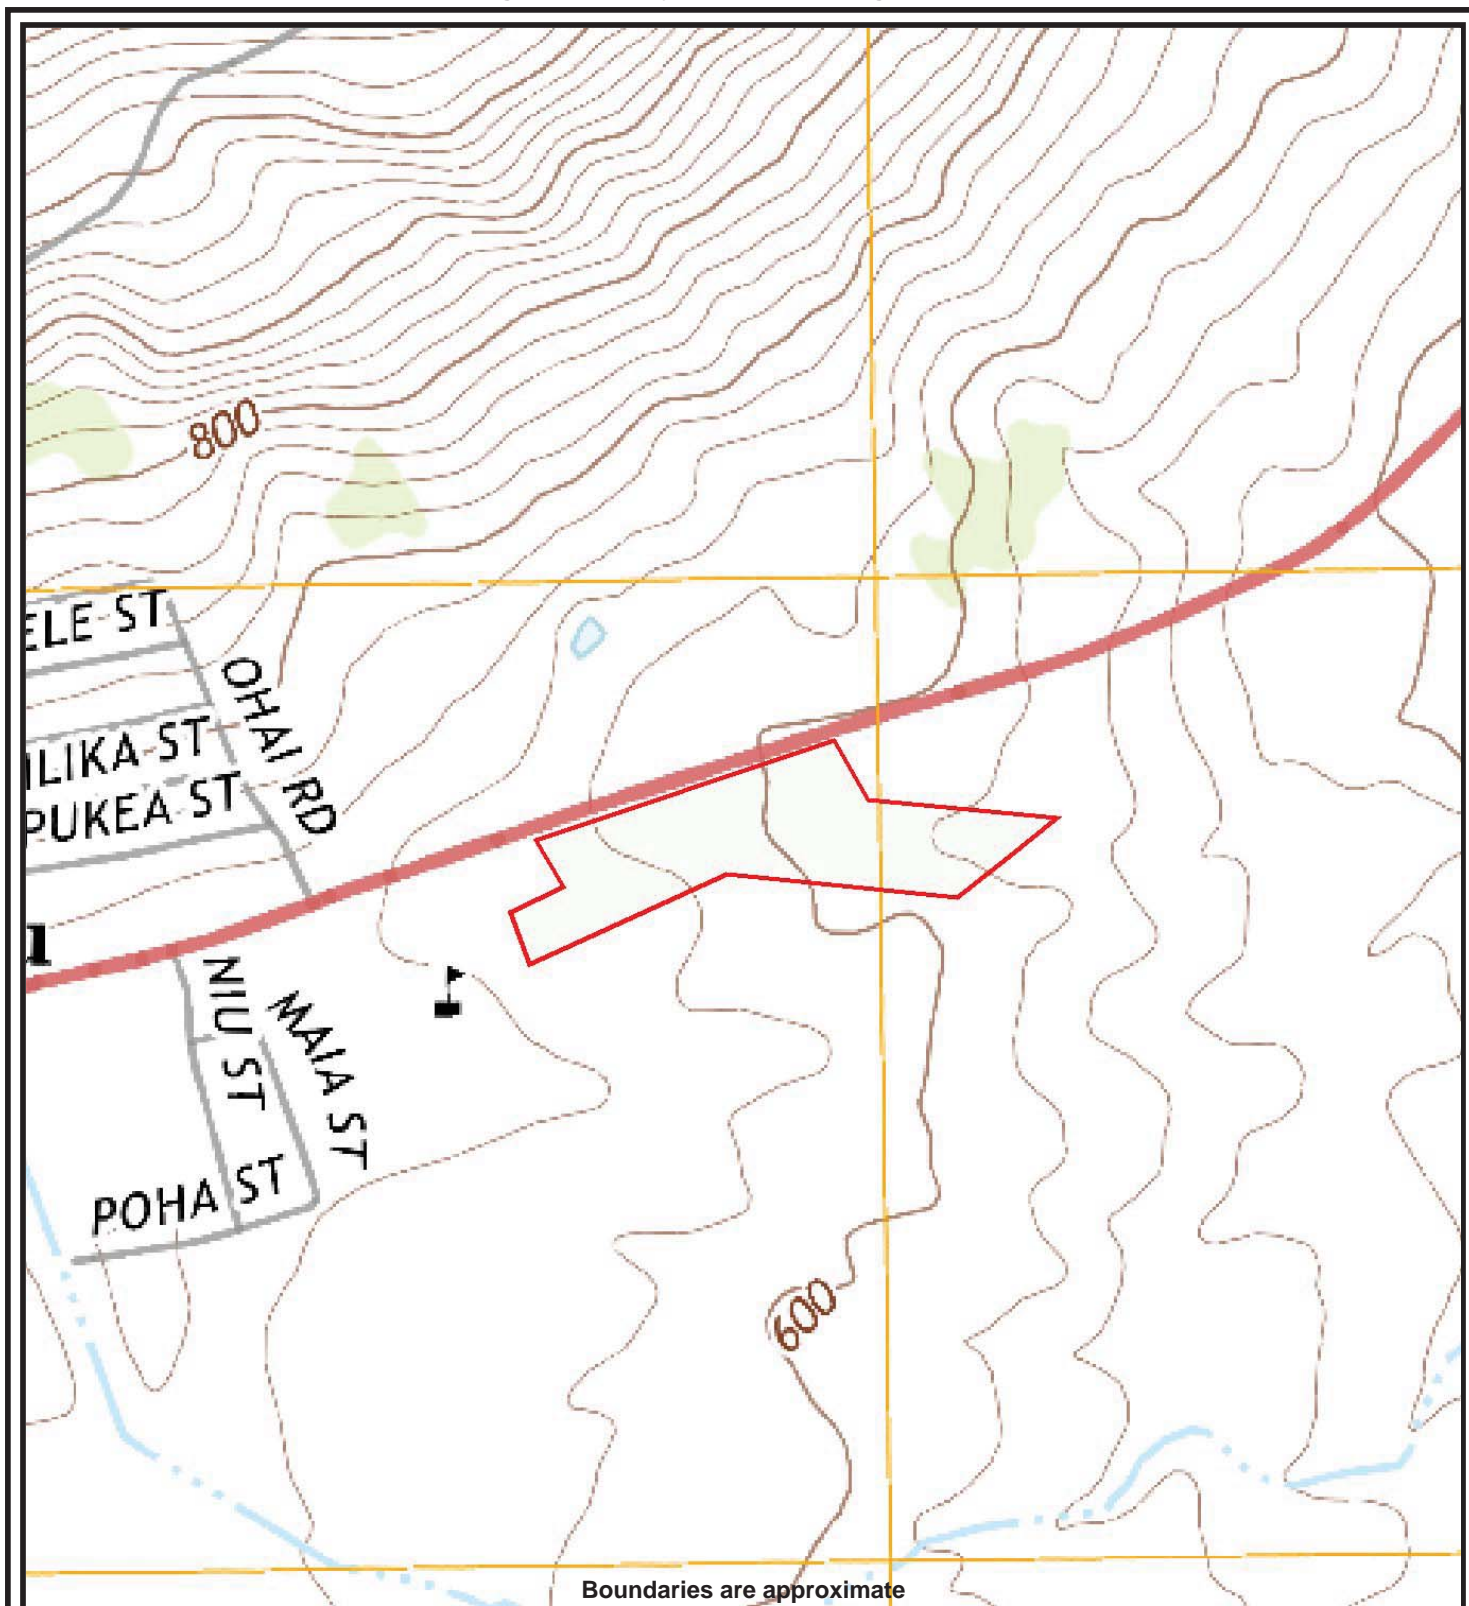 800
ELE ST
OHAI RD
ILIKA ST
PUKEA ST
u
NIU ST
MAIA ST
POHA ST
600
Boundaries are approximate